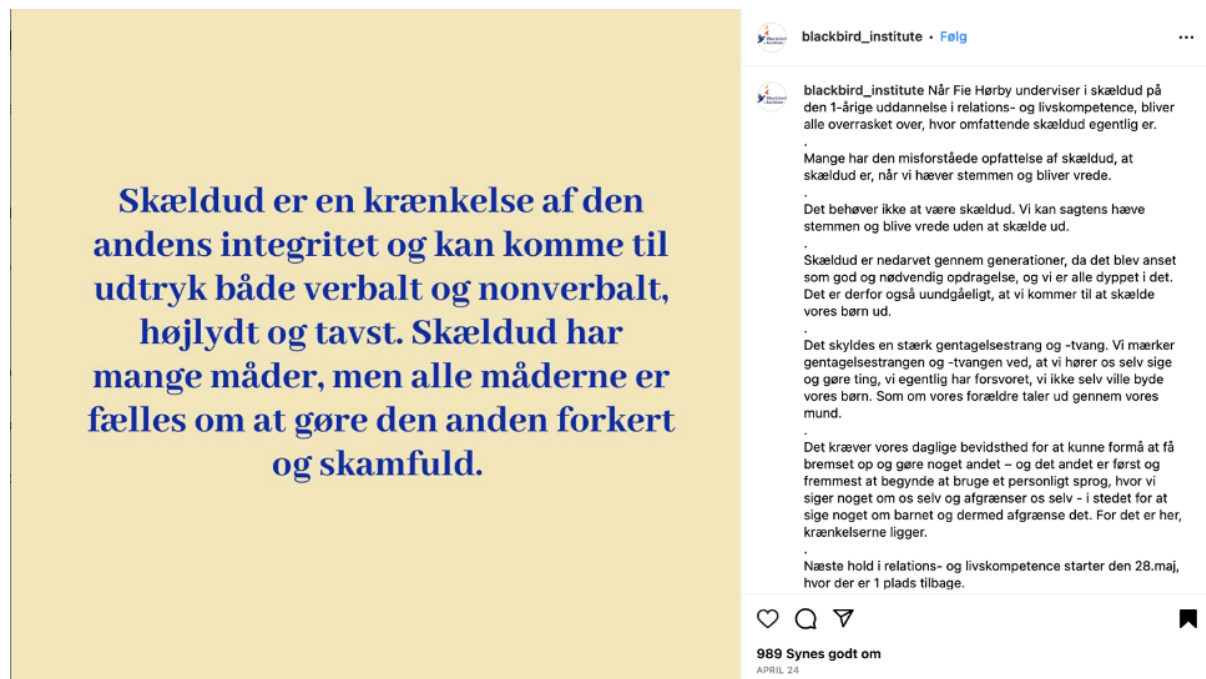 Skældud er en krænkelse af den
andens integritet og kan komme til
udtryk både verbalt og nonverbalt,
højlydt og tavst. Skældud har
mange måder, men alle måderne er
fælles om at gøre den anden forkert
og skamfuld.
blackbird_institute • Følg
blackbird_institute Når Fie Hørby underviser i skældud på
den 1-årige uddannelse i relations- og livskompetence, bliver
alle overrasket over, hvor omfattende skældud egentlig er.
.
Mange har den misforståede opfattelse af skældud, at
skældud er, når vi hæver stemmen og bliver vrede.
.
Det behøver ikke at være skældud. Vi kan sagtens hæve
stemmen og blive vrede uden at skælde ud.
.
Skældud er nedarvet gennem generationer, da det blev anset
som god og nødvendig opdragelse, og vi er alle dyppet i det.
Det er derfor også uundgåeligt, at vi kommer til at skælde
vores børn ud.
.
Det skyldes en stærk gentagelsestrang og -tvang. Vi mærker
gentagelsestrangen og -tvangen ved, at vi hører os selv sige
og gøre ting, vi egentlig har forsvoret, vi ikke selv ville byde
vores børn. Som om vores forældre taler ud gennem vores
mund.
.
Det kræver vores daglige bevidsthed for at kunne formå at få
bremset op og gøre noget andet – og det andet er først og
fremmest at begynde at bruge et personligt sprog, hvor vi
siger noget om os selv og afgrænser os selv - i stedet for at
sige noget om barnet og dermed afgrænse det. For det er her,
krænkelserne ligger.
.
Næste hold i relations- og livskompetence starter den 28.maj,
hvor der er 1 plads tilbage.
989 Synes godt om
APRIL 24